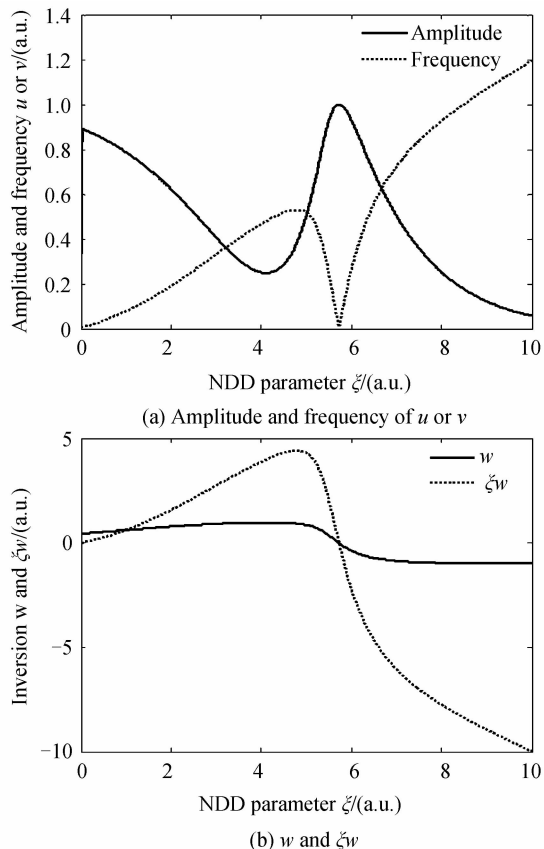 1.4
1.2
1.0
0.8
0.6
0.4
0.2
0
Amplitude and frequency u or v/(a.u.)
Amplitude
Frequency
0 2 4 6 8 10
NDD parameter ξ/(a.u.)
(a) Amplitude and frequency of u or v
5
0
−5
−10
Inversion w and ξw/(a.u.)
w
ξw
0 2 4 6 8 10
NDD parameter ξ/(a.u.)
(b) w and ξw